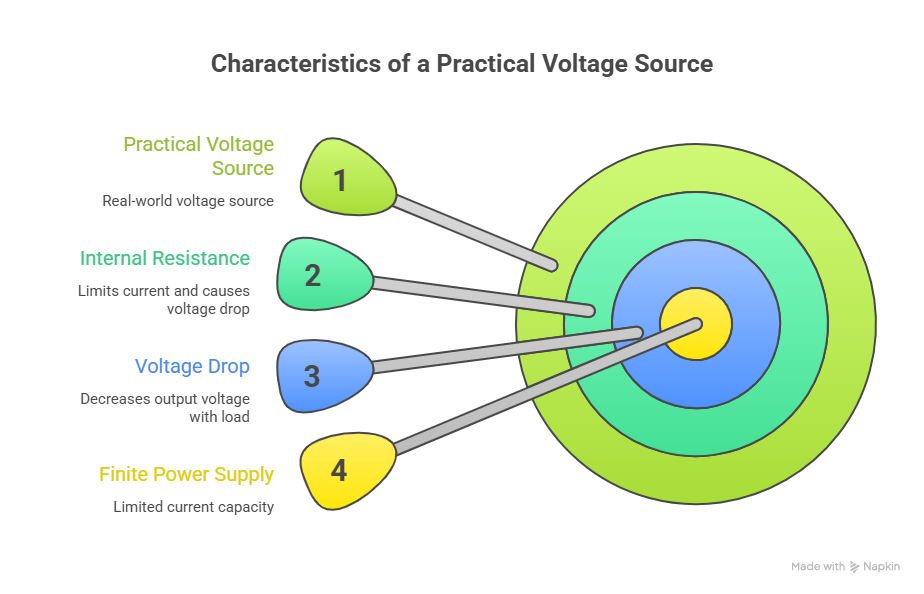 Characteristics of a Practical Voltage Source
Practical Voltage
Source
Real-world voltage source
1
Internal Resistance
Limits current and causes
voltage drop
2
Voltage Drop
Decreases output voltage
with load
3
Finite Power Supply
Limited current capacity
4
Made with Napkin